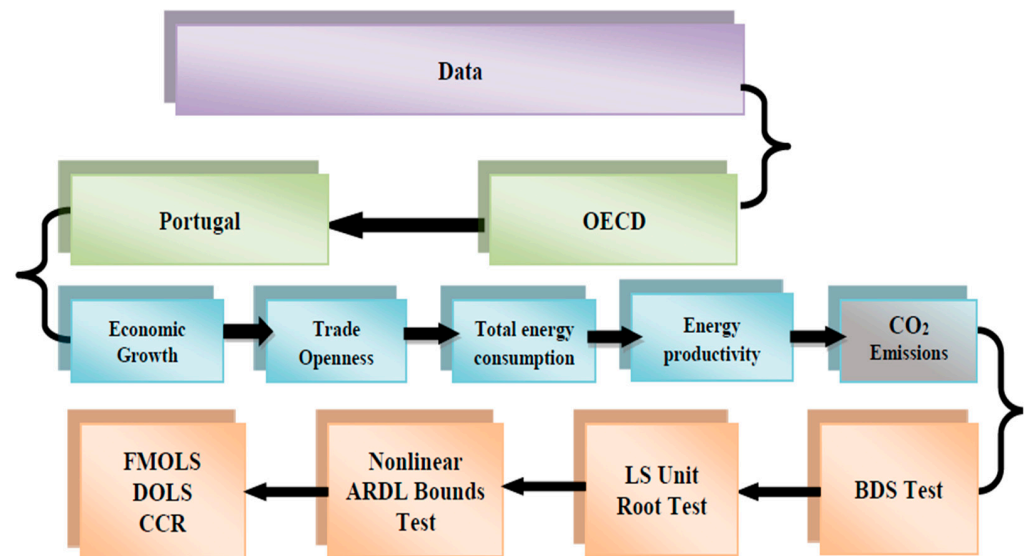 Data
Portugal
OECD
Economic
Growth
Trade
Openness
Total energy
consumption
Energy
productivity
CO₂
Emissions
FMOLS
DOLS
CCR
Nonlinear
ARDL Bounds
Test
LS Unit
Root Test
BDS Test